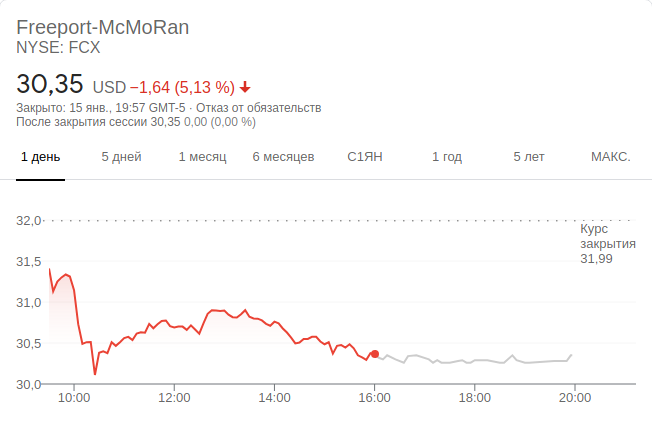 Freeport-McMoRan
NYSE: FCX
30,35 USD −1,64 (5,13 %)
Закрыто: 15 янв., 19:57 GMT-5 · Отказ от обязательств
После закрытия сессии 30,35 0,00 (0,00 %)
1 день 5 дней 1 месяц 6 месяцев С1ЯН 1 год 5 лет МАКС.
32,0
Курс
закрытия
31,99
31,5
31,0
30,5
30,0
10:00 12:00 14:00 16:00 18:00 20:00